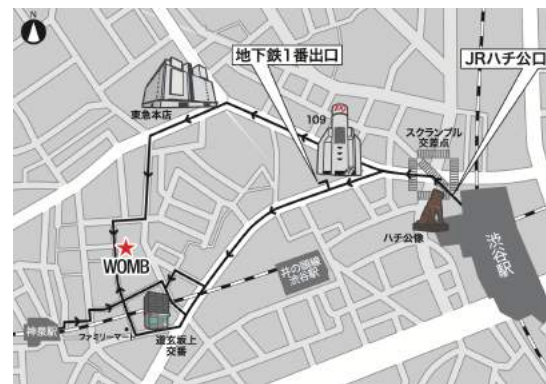 N
地下鉄1番出口
JRハチ公口
東急本店
109
スクランブル
交差点
ハチ公像
渋谷駅
WOMB
井の頭線
渋谷駅
神泉駅
ファミリーマート
道玄坂上
交番